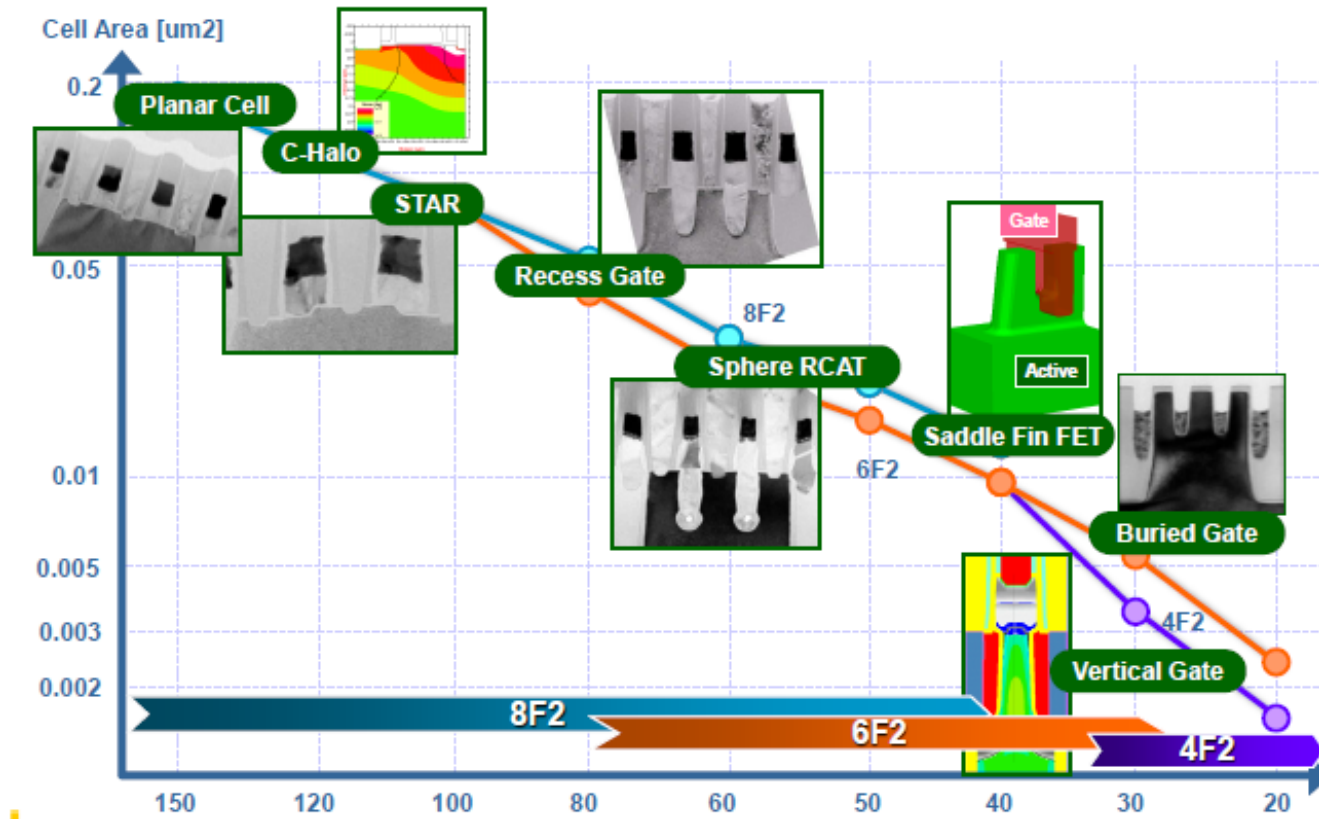 Cell Area [um2]
0.2
0.05
0.01
0.005
0.003
0.002
Planar Cell
C-Halo
STAR
Recess Gate
8F2
Sphere RCAT
6F2
Gate
Active
Saddle Fin FET
Buried Gate
4F2
Vertical Gate
8F2
6F2
4F2
150 120 100 80 60 50 40 30 20